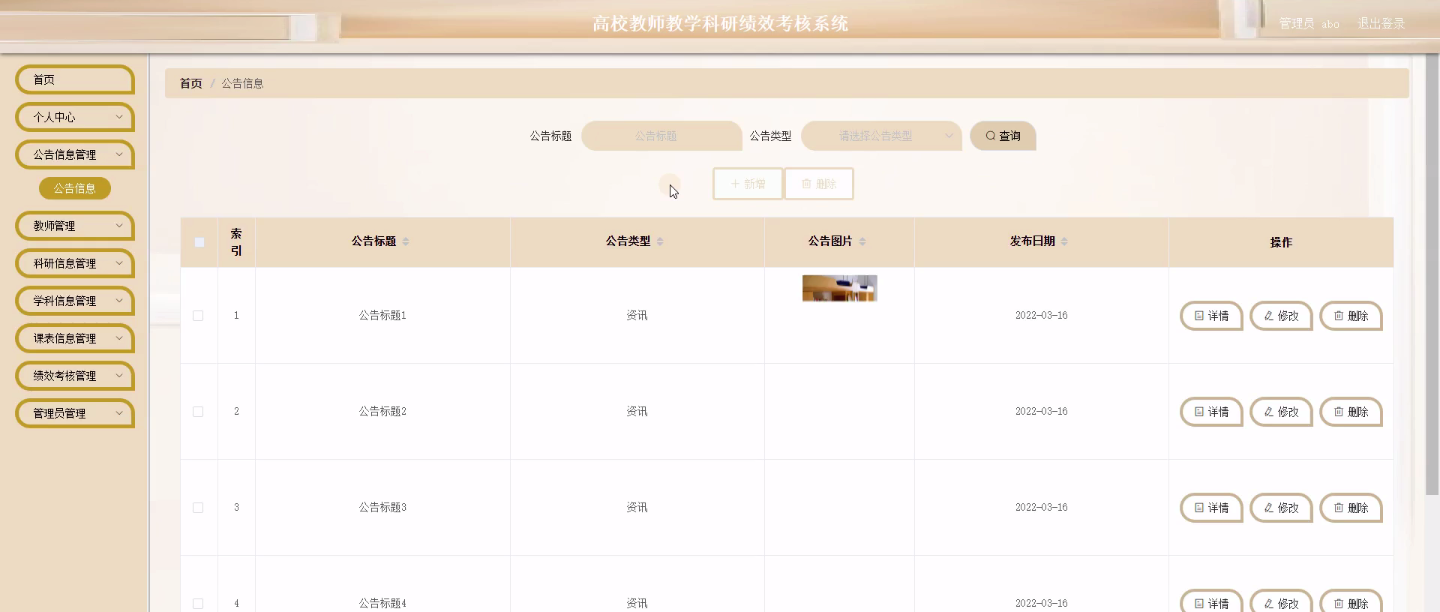 高校教师教学科研绩效考核系统
管理员 abo 退出登录
首页
个人中心
公告信息管理
公告信息
教师管理
科研信息管理
学科信息管理
课表信息管理
绩效考核管理
管理员管理
首页 / 公告信息
公告标题 公告标题 公告类型 请选择公告类型 查询
+ 新增 删除
索引 公告标题 公告类型 公告图片 发布日期 操作
1 公告标题1 资讯 2022-03-16 详情 修改 删除
2 公告标题2 资讯 2022-03-16 详情 修改 删除
3 公告标题3 资讯 2022-03-16 详情 修改 删除
4 公告标题4 资讯 2022-03-16 详情 修改 删除